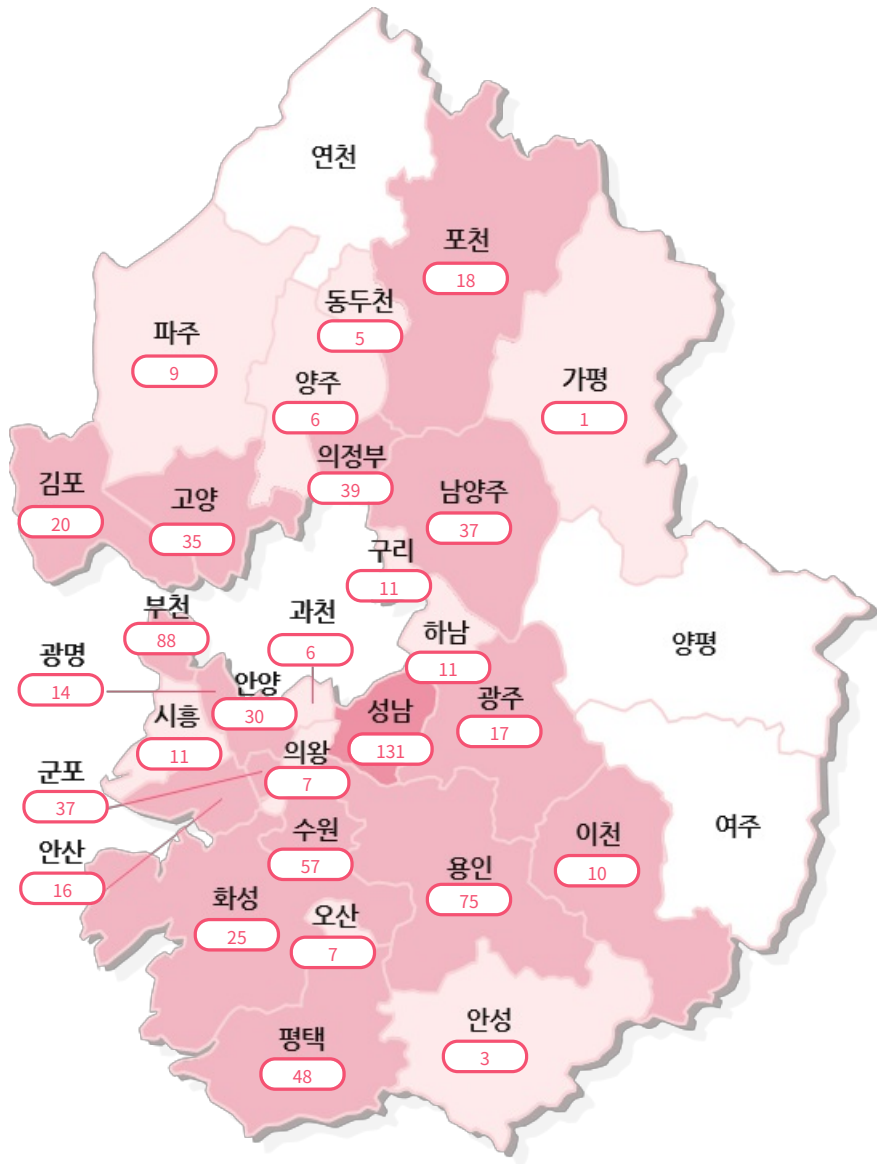 연천
포천
18
동두천
5
파주
9
양주
6
가평
1
의정부
39
김포
20
고양
35
남양주
37
구리
11
부천
88
과천
6
하남
11
양평
광명
14
안양
30
성남
131
광주
17
시흥
11
의왕
7
군포
37
수원
57
이천
10
여주
안산
16
용인
75
화성
25
오산
7
안성
3
평택
48